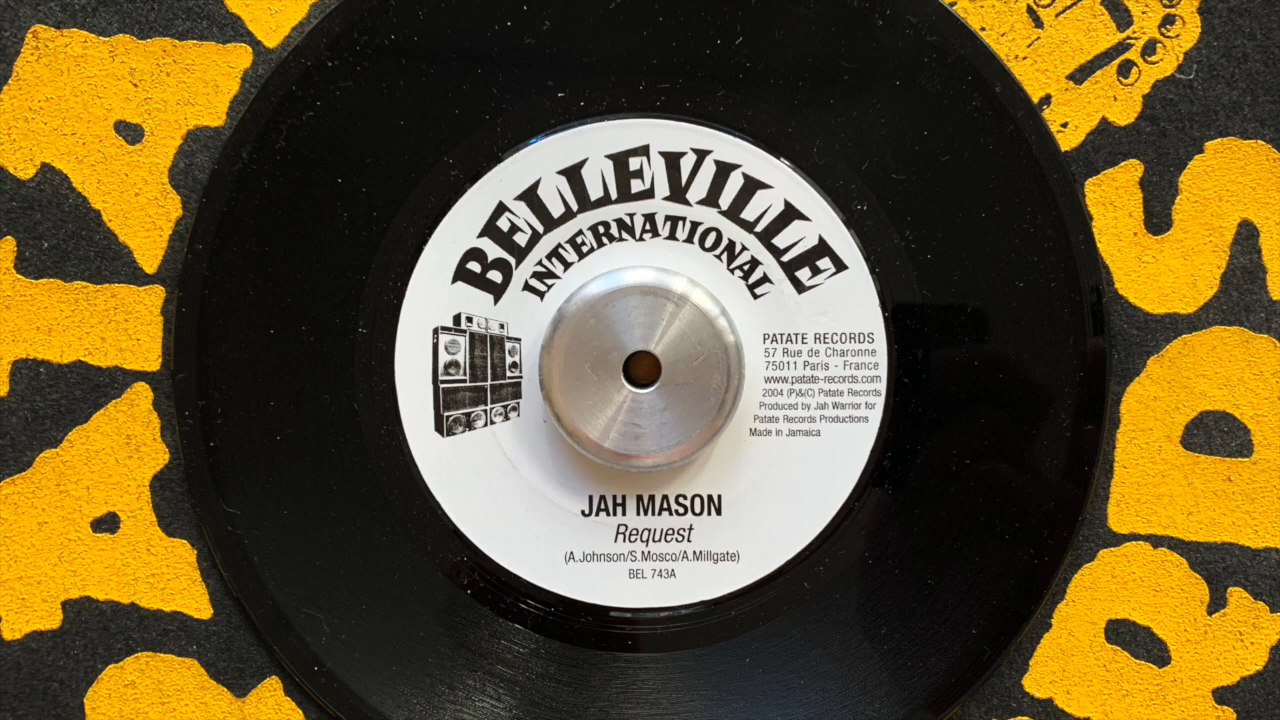 BELLEVILLE
INTERNATIONAL
PATATE RECORDS
57 Rue de Charonne
75011 Paris - France
www.patate-records.com
2004 (P)&(C) Patate Records
Produced by Jah Warrior for
Patate Records Productions
Made in Jamaica
JAH MASON
Request
(A.Johnson/S.Mosco/A.Millgate)
BEL 743A